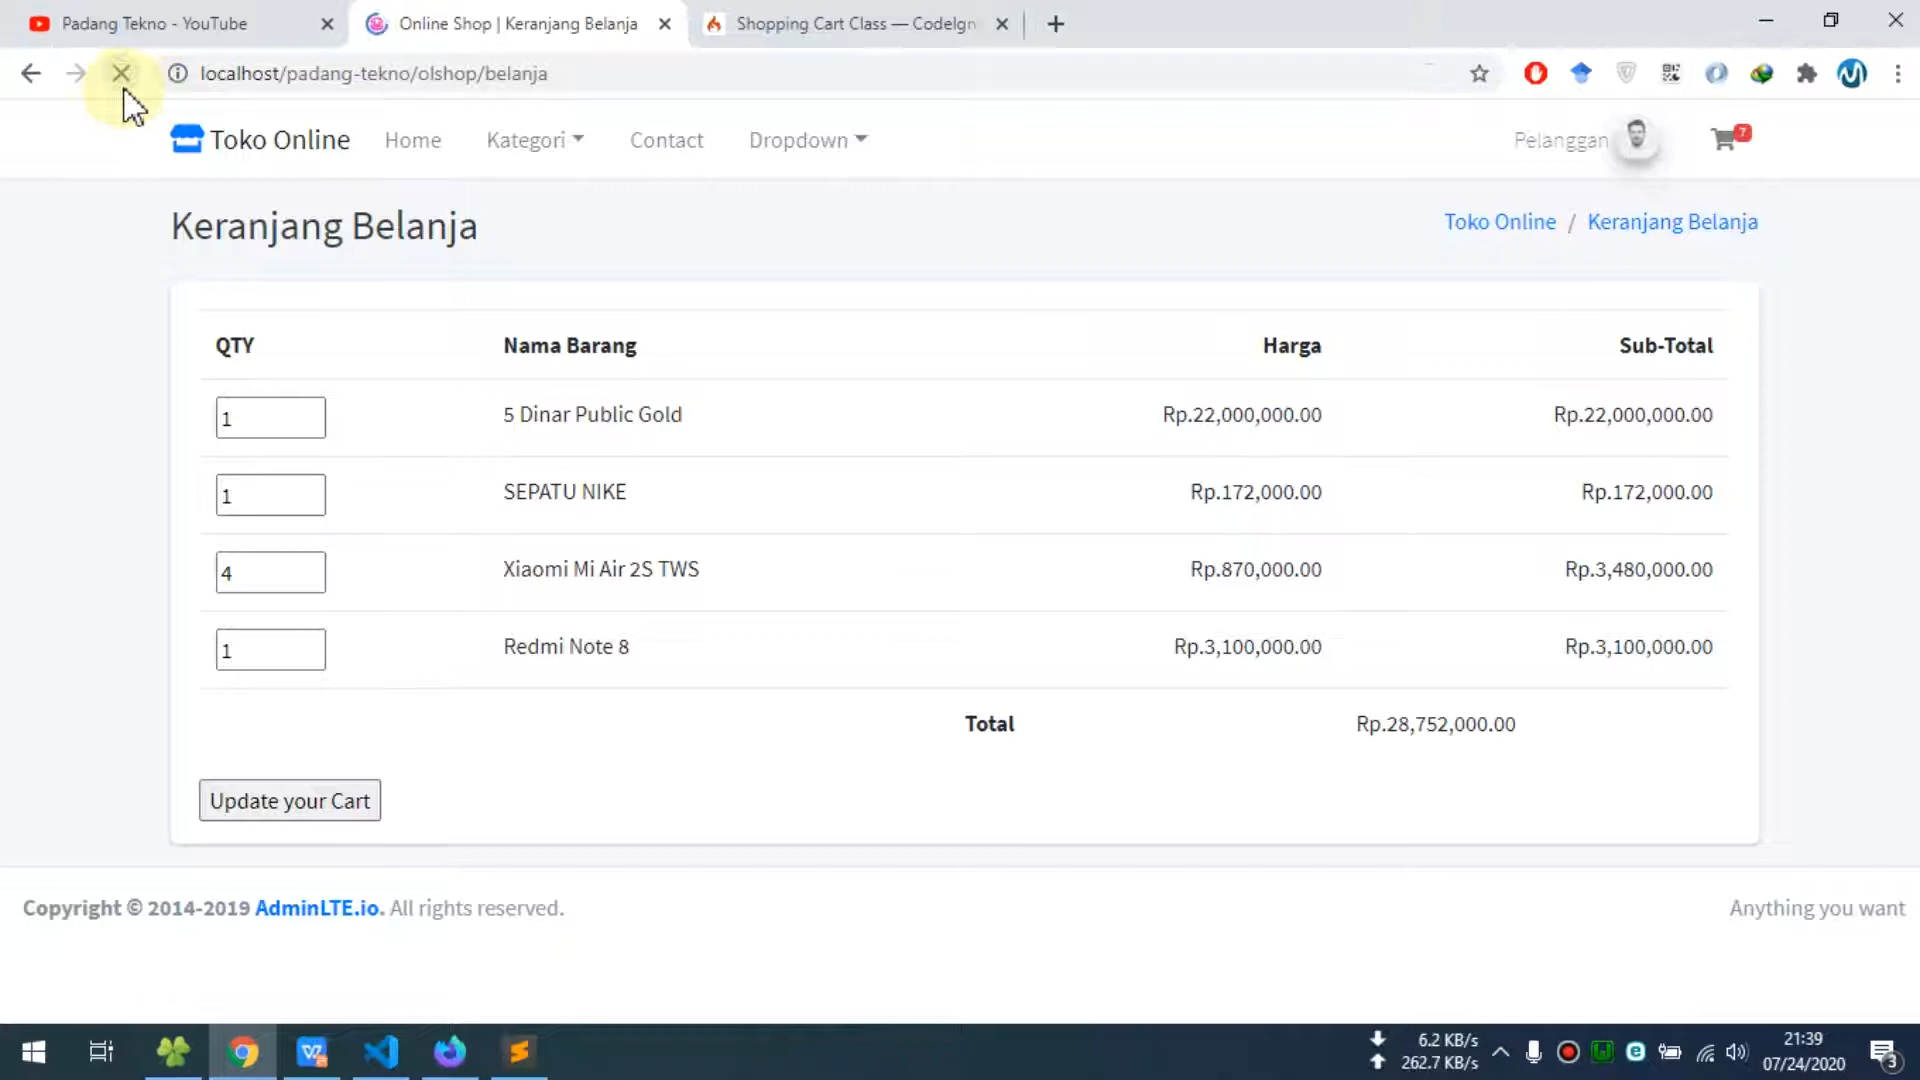 Padang Tekno - YouTube
Online Shop | Keranjang Belanja
Shopping Cart Class — CodeIgn
localhost/padang-tekno/olshop/belanja
Toko Online
Home
Kategori
Contact
Dropdown
Pelanggan
7
Keranjang Belanja
Toko Online / Keranjang Belanja
QTY Nama Barang Harga Sub-Total
1 5 Dinar Public Gold Rp.22,000,000.00 Rp.22,000,000.00
1 SEPATU NIKE Rp.172,000.00 Rp.172,000.00
4 Xiaomi Mi Air 2S TWS Rp.870,000.00 Rp.3,480,000.00
1 Redmi Note 8 Rp.3,100,000.00 Rp.3,100,000.00
Total Rp.28,752,000.00
Update your Cart
Copyright © 2014-2019 AdminLTE.io. All rights reserved.
Anything you want
6.2 KB/s
262.7 KB/s
21:39
07/24/2020
3